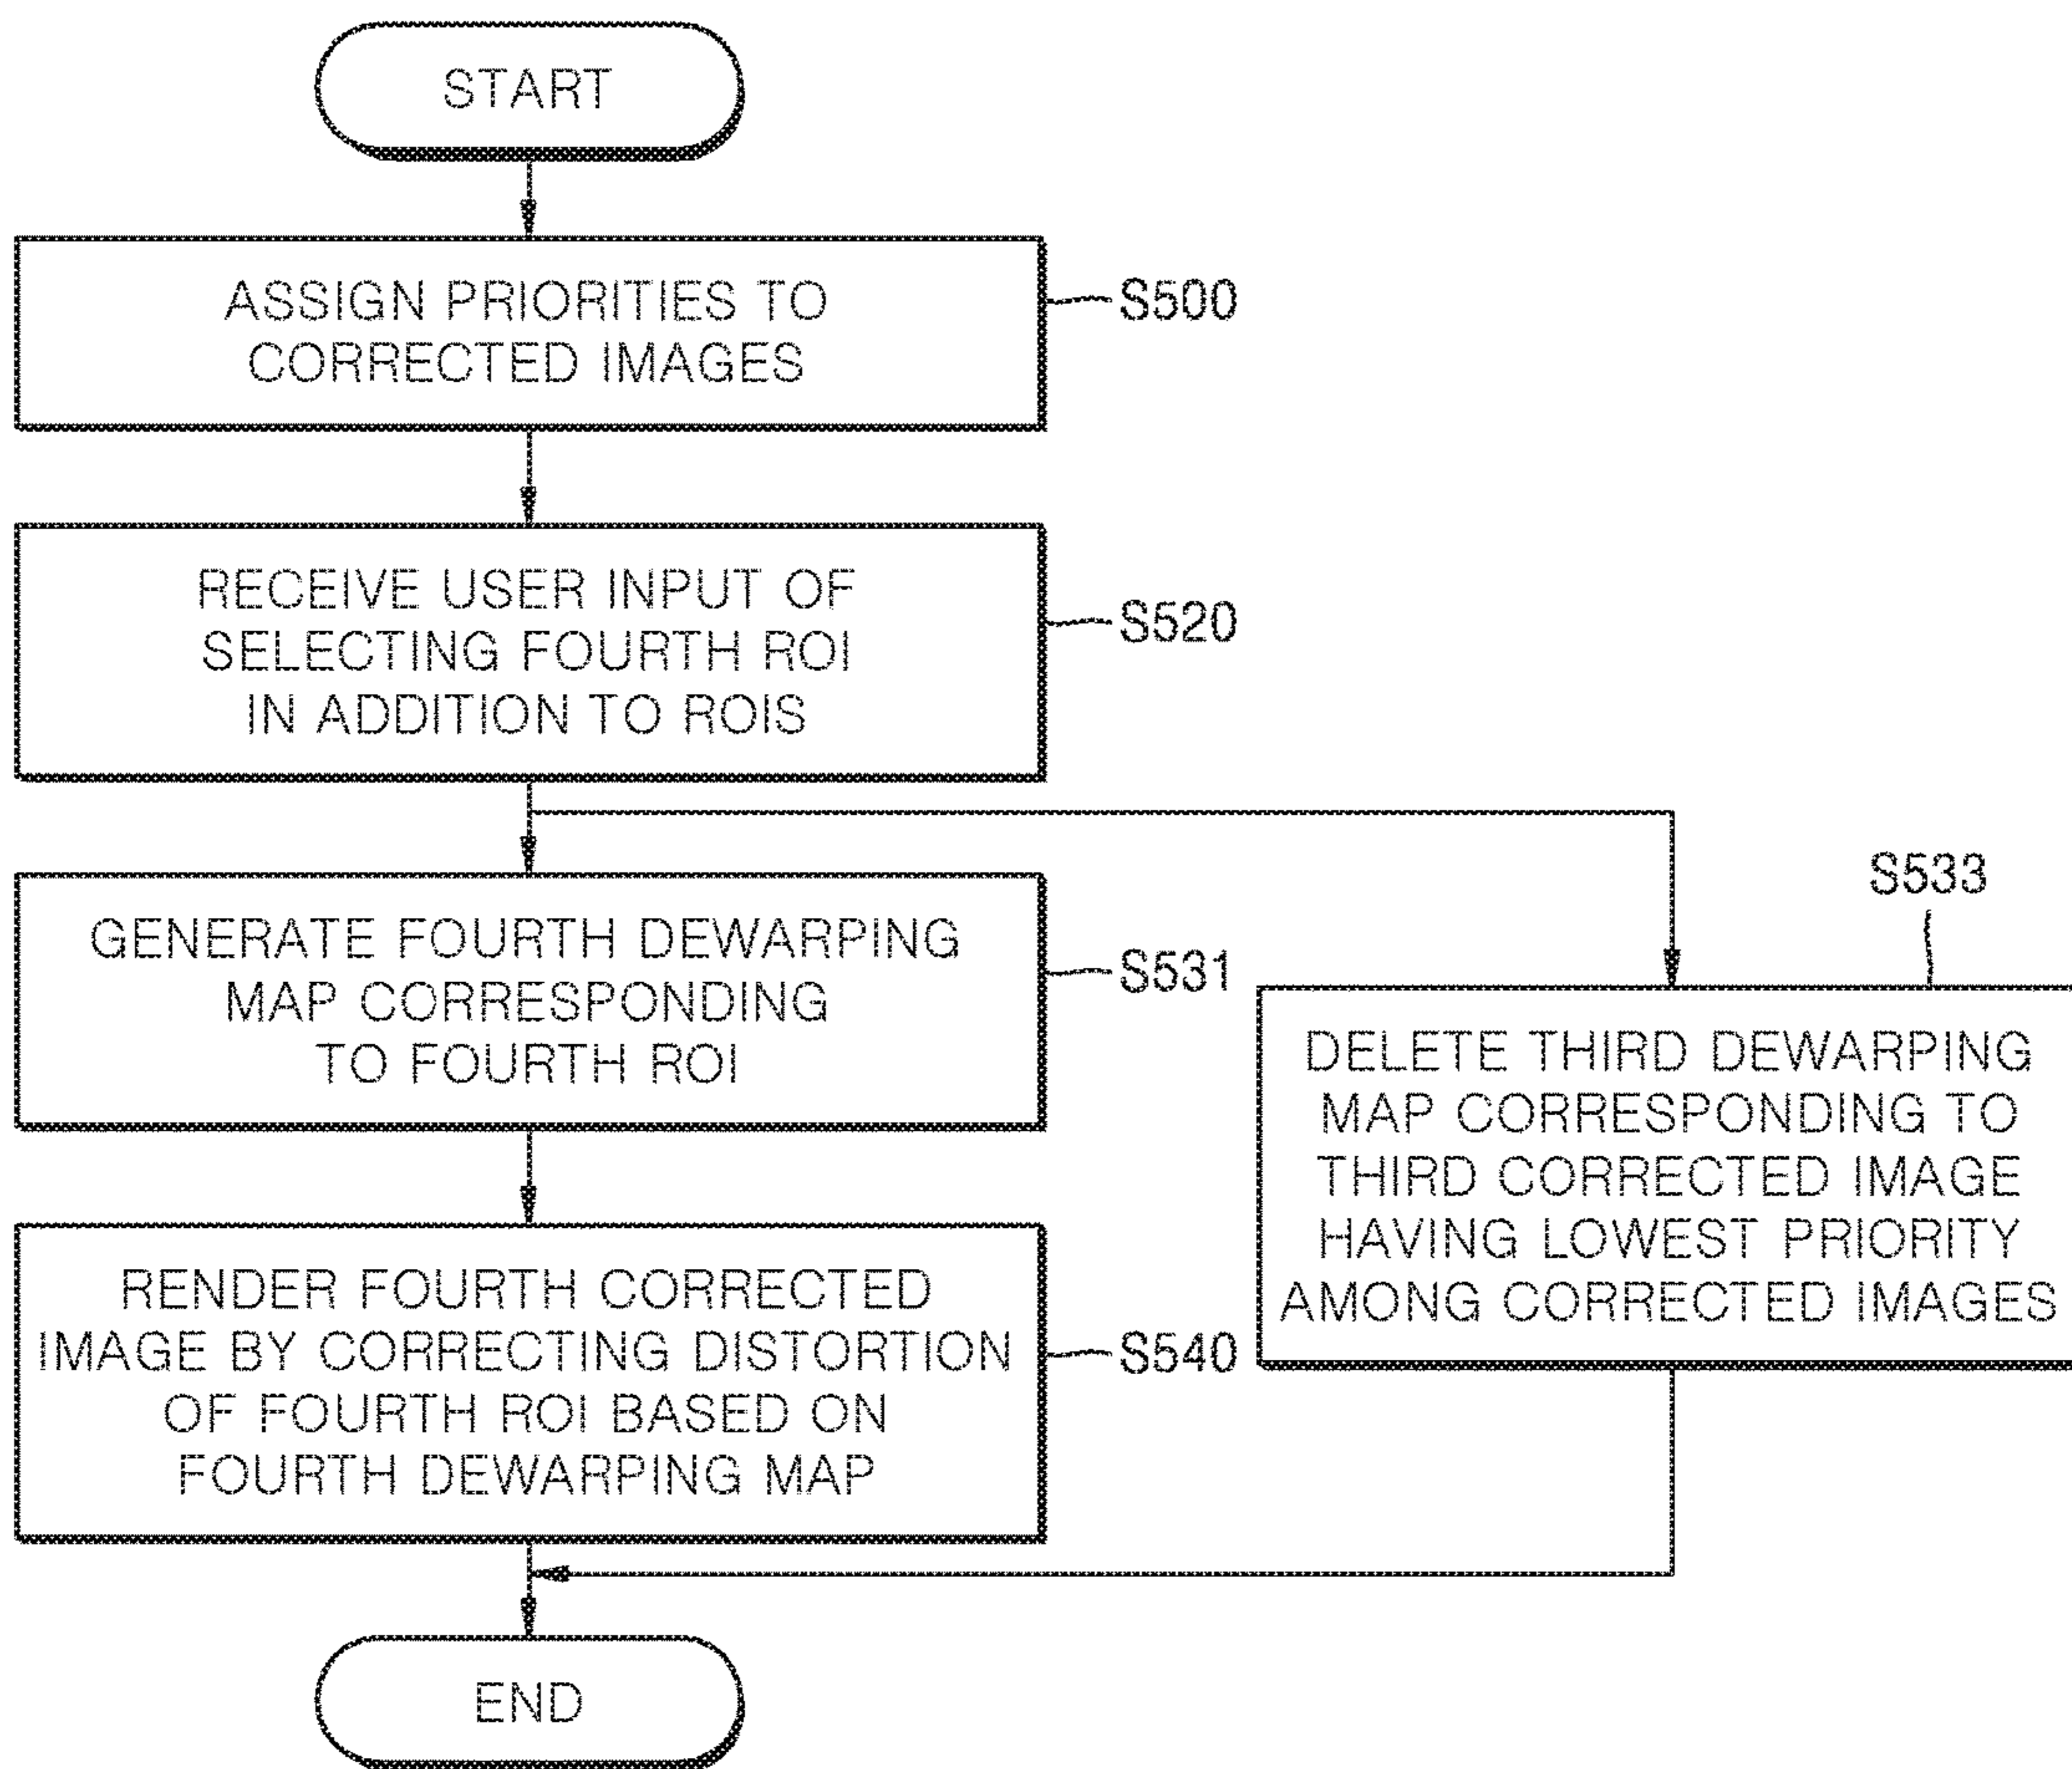 START
ASSIGN PRIORITIES TO
CORRECTED IMAGES
S500
RECEIVE USER INPUT OF
SELECTING FOURTH ROI
IN ADDITION TO ROIS
S520
GENERATE FOURTH DEWARPING
MAP CORRESPONDING
TO FOURTH ROI
S531
S533
DELETE THIRD DEWARPING
MAP CORRESPONDING TO
THIRD CORRECTED IMAGE
HAVING LOWEST PRIORITY
AMONG CORRECTED IMAGES
RENDER FOURTH CORRECTED
IMAGE BY CORRECTING DISTORTION
OF FOURTH ROI BASED ON
FOURTH DEWARPING MAP
S540
END